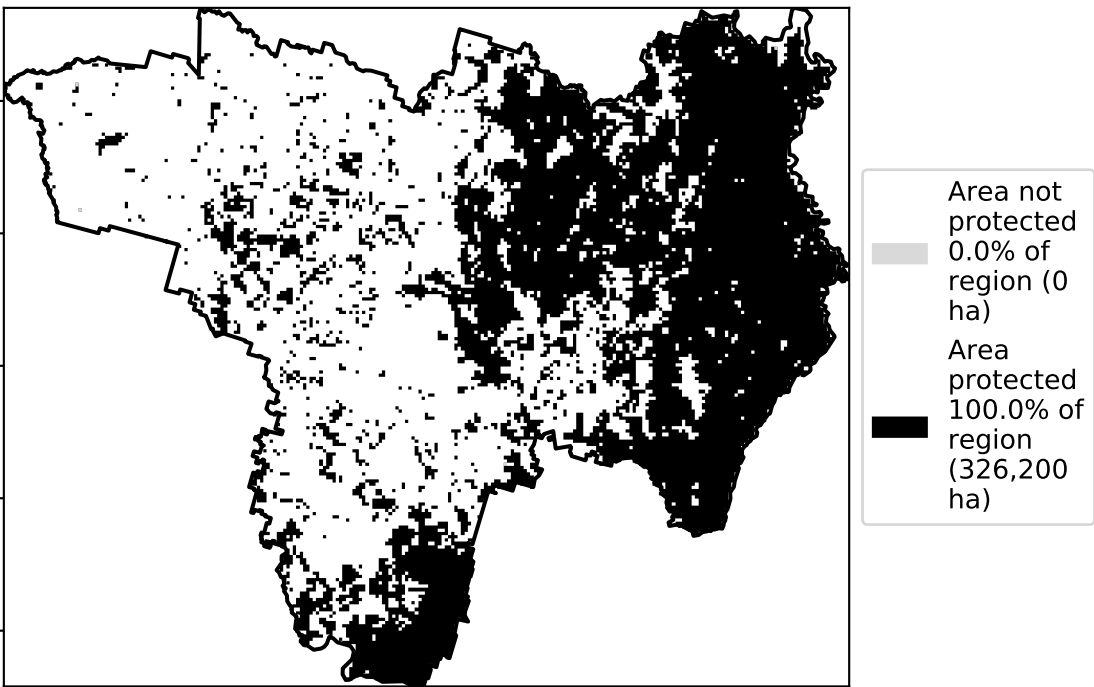 Area not
protected
0.0% of
region (0
ha)
Area
protected
100.0% of
region
(326,200
ha)